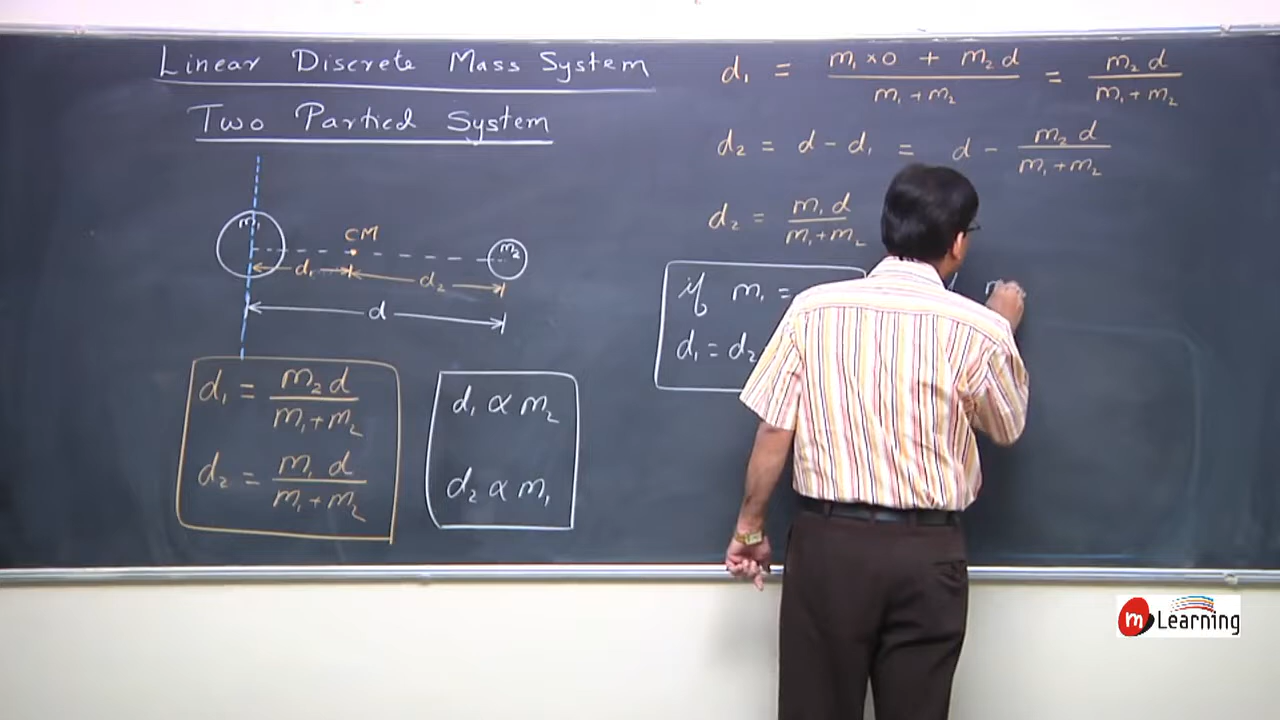 Linear Discrete Mass System
Two Particd System
m₁
CM
m₂
d₁
d₂
d
d₁ = m₂ d / m₁ + m₂
d₂ = m₁ d / m₁ + m₂
d₁ ∝ m₂
d₂ ∝ m₁
d₁ = m₁ × 0 + m₂ d / m₁ + m₂ = m₂ d / m₁ + m₂
d₂ = d - d₁ = d - m₂ d / m₁ + m₂
d₂ = m₁ d / m₁ + m₂
if m₁ =
d₁ = d₂
m Learning